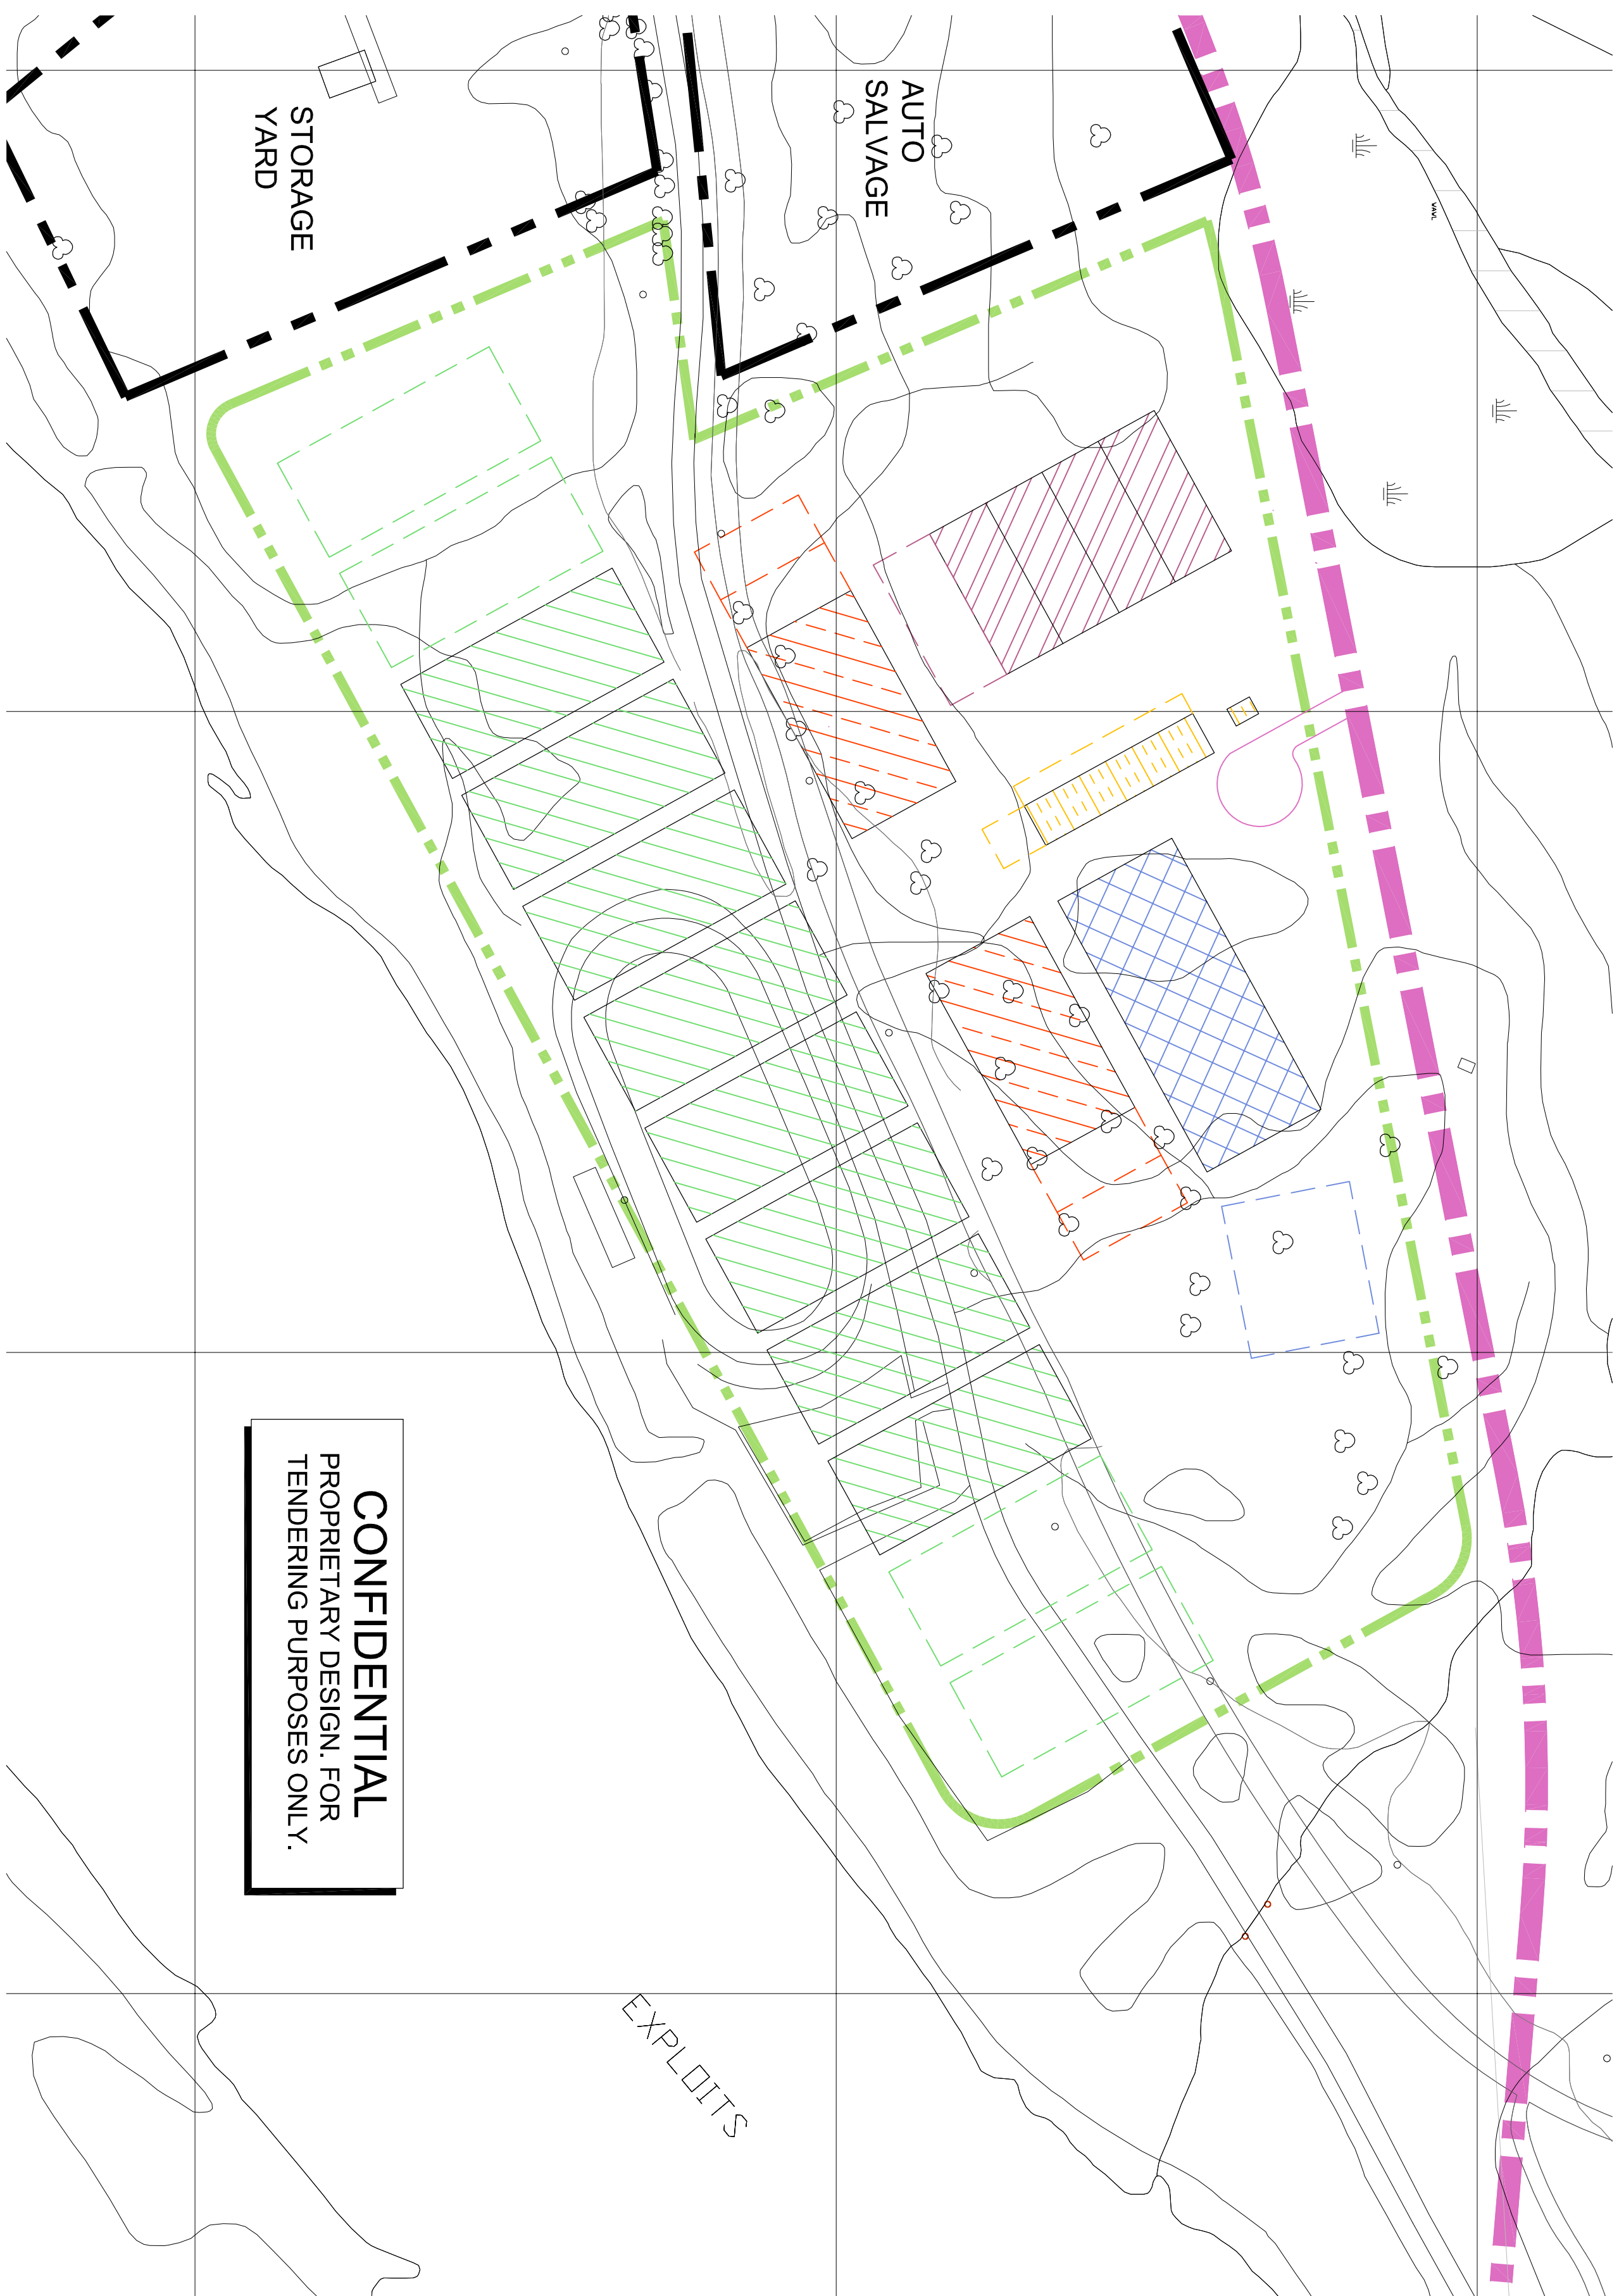 AUTO
SALVAGE
STORAGE
YARD
CONFIDENTIAL
PROPRIETARY DESIGN. FOR
TENDERING PURPOSES ONLY.
EXPLOITS